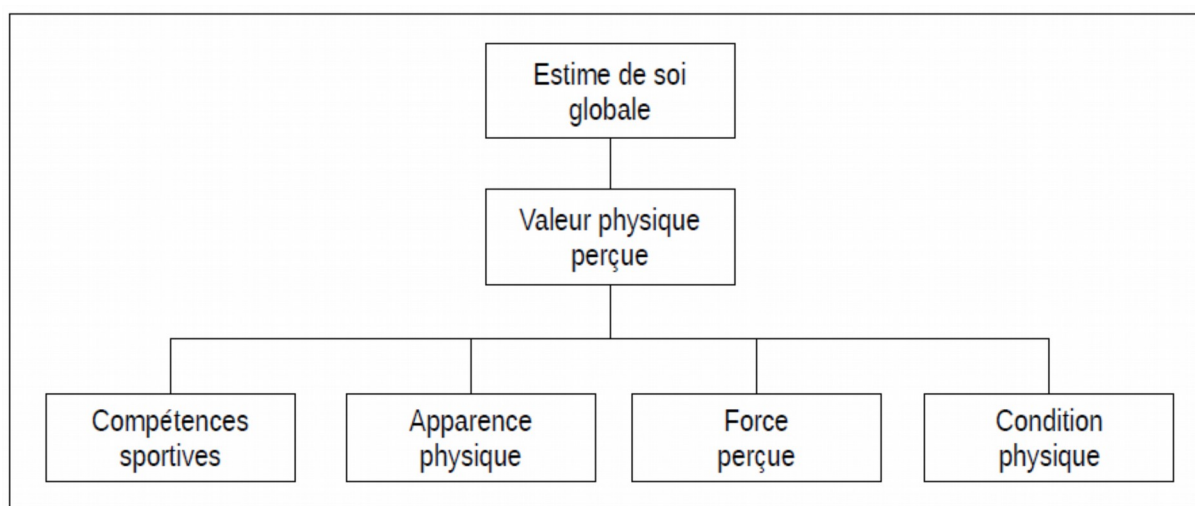 Estime de soi
globale
Valeur physique
perçue
Compétences
sportives
Apparence
physique
Force
perçue
Condition
physique